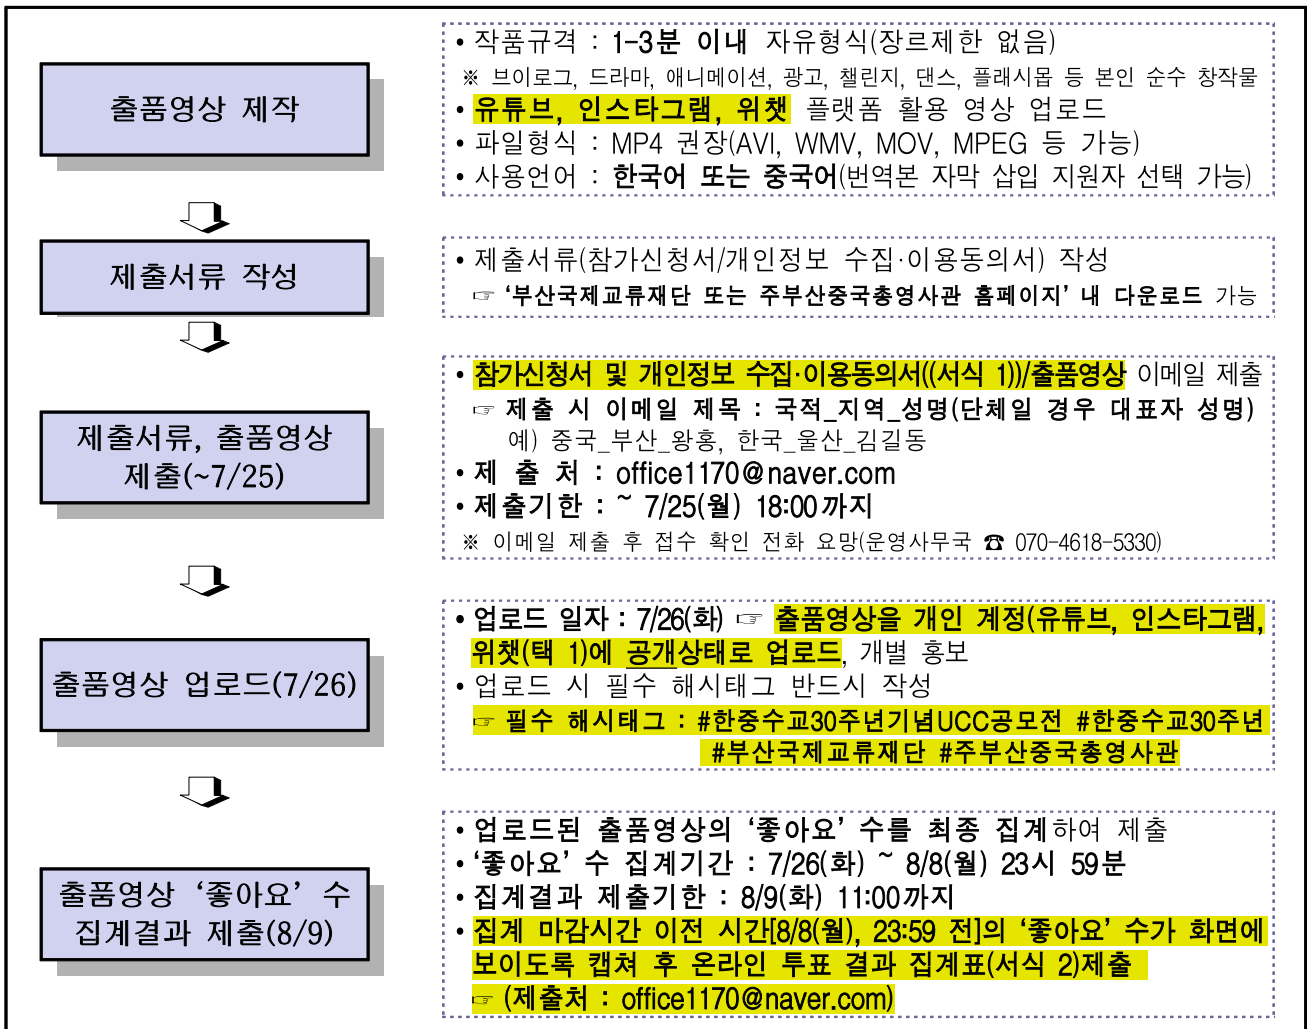 출품영상 제작
• 작품규격 : 1-3분 이내 자유형식(장르제한 없음)
※ 브이로그, 드라마, 애니메이션, 광고, 챌린지, 댄스, 플래시몹 등 본인 순수 창작물
• 유튜브, 인스타그램, 위챗 플랫폼 활용 영상 업로드
• 파일형식 : MP4 권장(AVI, WMV, MOV, MPEG 등 가능)
• 사용언어 : 한국어 또는 중국어(번역본 자막 삽입 지원자 선택 가능)
제출서류 작성
• 제출서류(참가신청서/개인정보 수집·이용동의서) 작성
☞ ‘부산국제교류재단 또는 주부산중국총영사관 홈페이지’ 내 다운로드 가능
제출서류, 출품영상
제출(~7/25)
• 참가신청서 및 개인정보 수집·이용동의서((서식 1))/출품영상 이메일 제출
☞ 제출 시 이메일 제목 : 국적_지역_성명(단체일 경우 대표자 성명)
예) 중국_부산_왕홍, 한국_울산_김길동
• 제 출 처 : office1170@naver.com
• 제출기한 : ~ 7/25(월) 18:00까지
※ 이메일 제출 후 접수 확인 전화 요망(운영사무국 ☎ 070-4618-5330)
출품영상 업로드(7/26)
• 업로드 일자 : 7/26(화) ☞ 출품영상을 개인 계정(유튜브, 인스타그램,
위챗(택 1)에 공개상태로 업로드, 개별 홍보
• 업로드 시 필수 해시태그 반드시 작성
☞ 필수 해시태그 : #한중수교30주년기념UCC공모전 #한중수교30주년
#부산국제교류재단 #주부산중국총영사관
출품영상 ‘좋아요’ 수
집계결과 제출(8/9)
• 업로드된 출품영상의 ‘좋아요’ 수를 최종 집계하여 제출
• ‘좋아요’ 수 집계기간 : 7/26(화) ~ 8/8(월) 23시 59분
• 집계결과 제출기한 : 8/9(화) 11:00까지
• 집계 마감시간 이전 시간[8/8(월), 23:59 전]의 ‘좋아요’ 수가 화면에
보이도록 캡쳐 후 온라인 투표 결과 집계표(서식 2)제출
☞ (제출처 : office1170@naver.com)